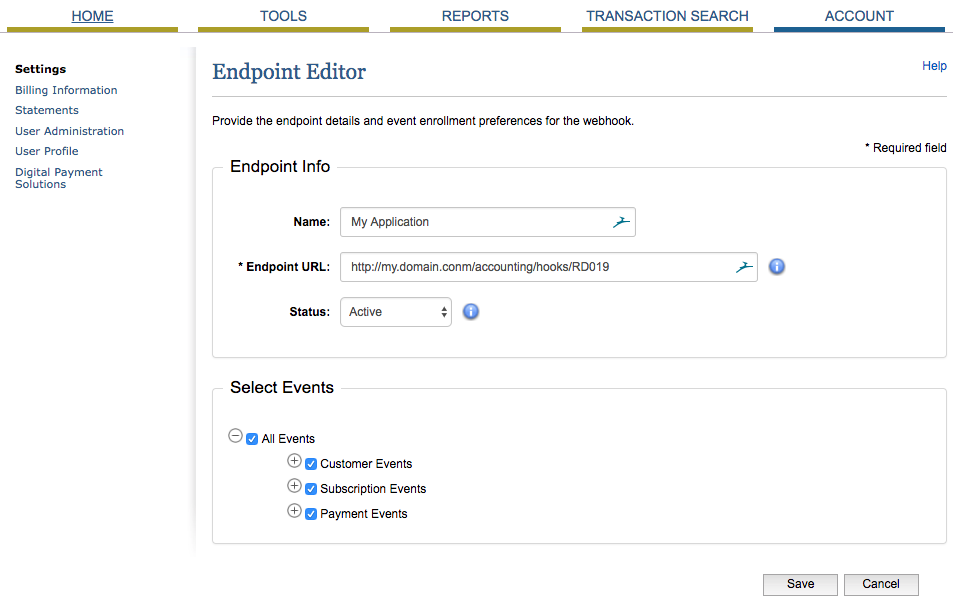 HOME TOOLS REPORTS TRANSACTION SEARCH ACCOUNT
Settings
Billing Information
Statements
User Administration
User Profile
Digital Payment
Solutions
Endpoint Editor
Help
Provide the endpoint details and event enrollment preferences for the webhook.
* Required field
Endpoint Info
Name: My Application
* Endpoint URL: http://my.domain.conm/accounting/hooks/RD019
Status: Active
Select Events
All Events
Customer Events
Subscription Events
Payment Events
Save Cancel